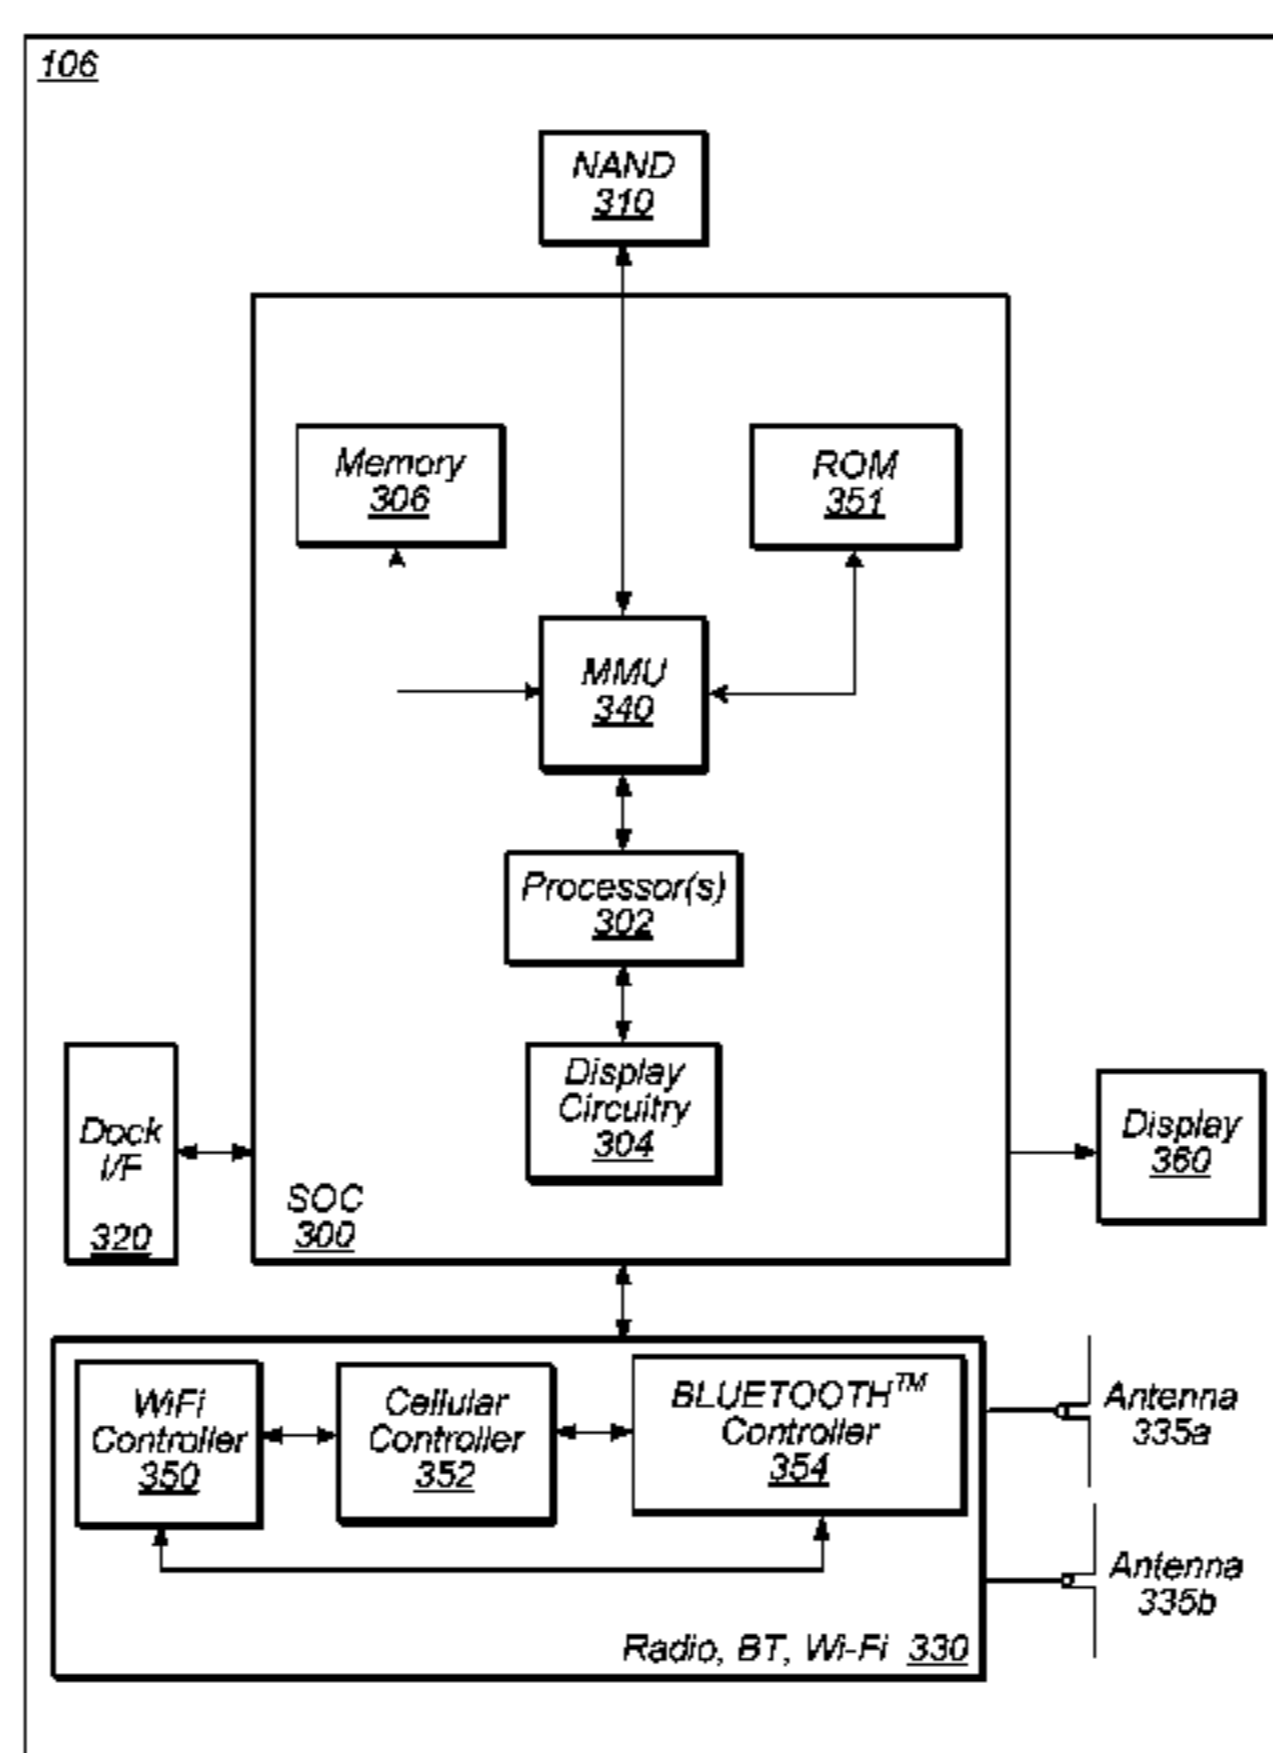 106
NAND
310
Memory
306
ROM
351
MMU
340
Processor(s)
302
Display
Circuitry
304
Dock
I/F
320
SOC
300
Display
360
WiFi
Controller
350
Cellular
Controller
352
BLUETOOTH™
Controller
354
Antenna
335a
Antenna
335b
Radio, BT, Wi-Fi 330